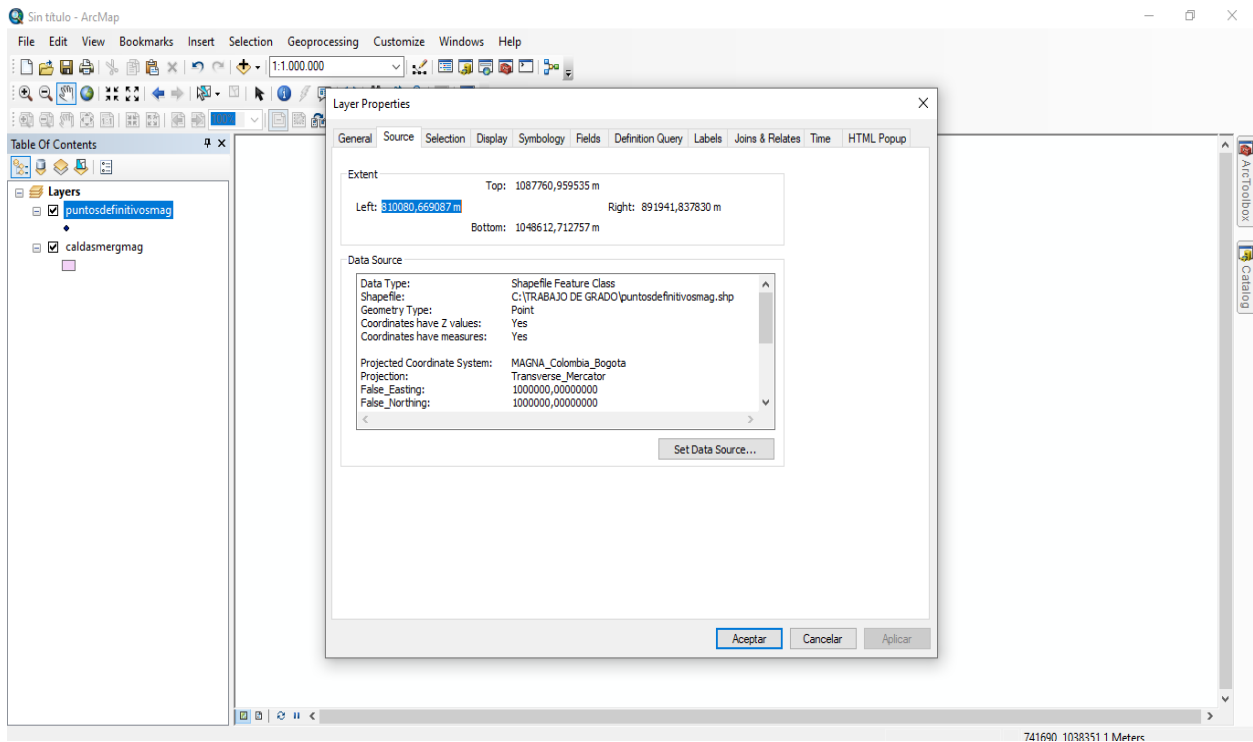 Sin título - ArcMap
File Edit View Bookmarks Insert Selection Geoprocessing Customize Windows Help
1:1.000.000
Layer Properties
General Source Selection Display Symbology Fields Definition Query Labels Joins & Relates Time HTML Popup
Table Of Contents
Layers
puntosdefinitivosmag
caldasmergmag
Extent
Top: 1087760,959535 m
Left: 810080,669087 m Right: 891941,837830 m
Bottom: 1048612,712757 m
Data Source
Data Type: Shapefile Feature Class
Shapefile: C:\TRABAJO DE GRADO\puntosdefinitivosmag.shp
Geometry Type: Point
Coordinates have Z values: Yes
Coordinates have measures: Yes
Projected Coordinate System: MAGNA_Colombia_Bogota
Projection: Transverse_Mercator
False_Easting: 1000000,00000000
False_Northing: 1000000,00000000
Set Data Source...
Aceptar Cancelar Aplicar
ArcToolbox
Catalog
741690 1038351,1 Meters